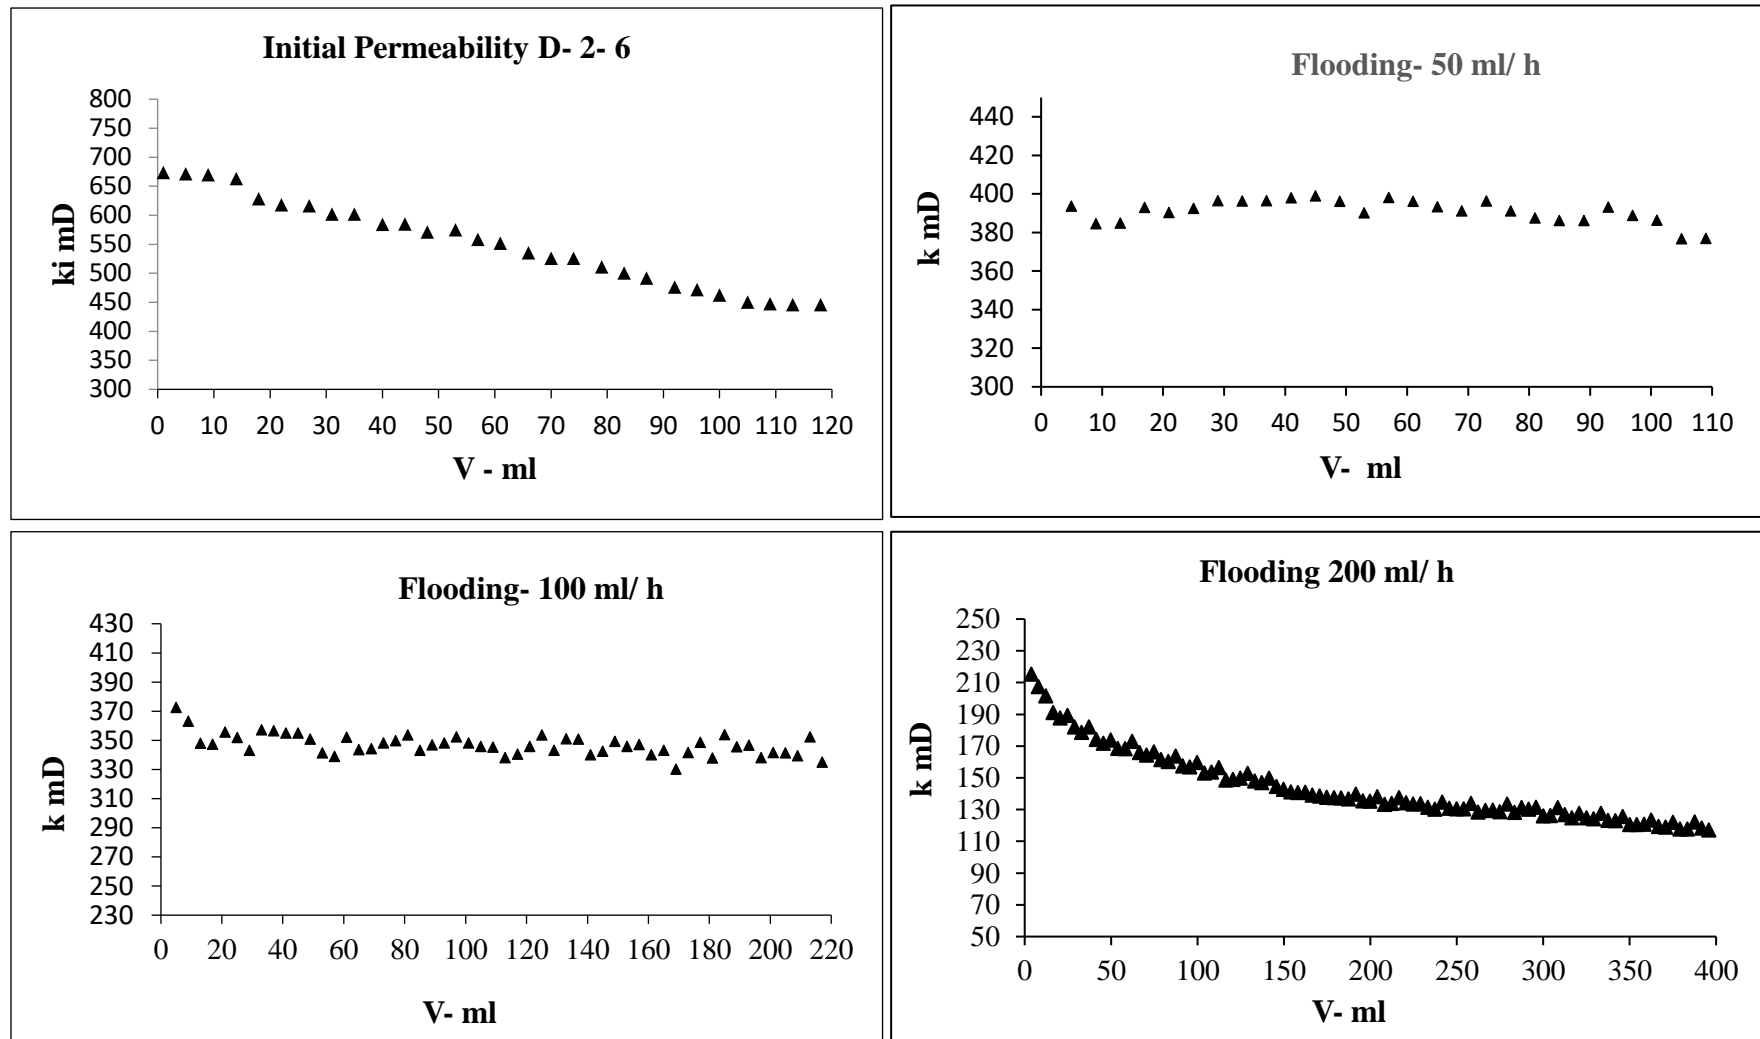 Initial Permeability D- 2- 6
800
750
700
650
600
550
500
450
400
350
300
ki mD
0 10 20 30 40 50 60 70 80 90 100 110 120
V - ml
Flooding- 50 ml/ h
440
420
400
380
360
340
320
300
k mD
0 10 20 30 40 50 60 70 80 90 100 110
V- ml
Flooding- 100 ml/ h
430
410
390
370
350
330
310
290
270
250
230
k mD
0 20 40 60 80 100 120 140 160 180 200 220
V- ml
Flooding 200 ml/ h
250
230
210
190
170
150
130
110
90
70
50
k mD
0 50 100 150 200 250 300 350 400
V- ml